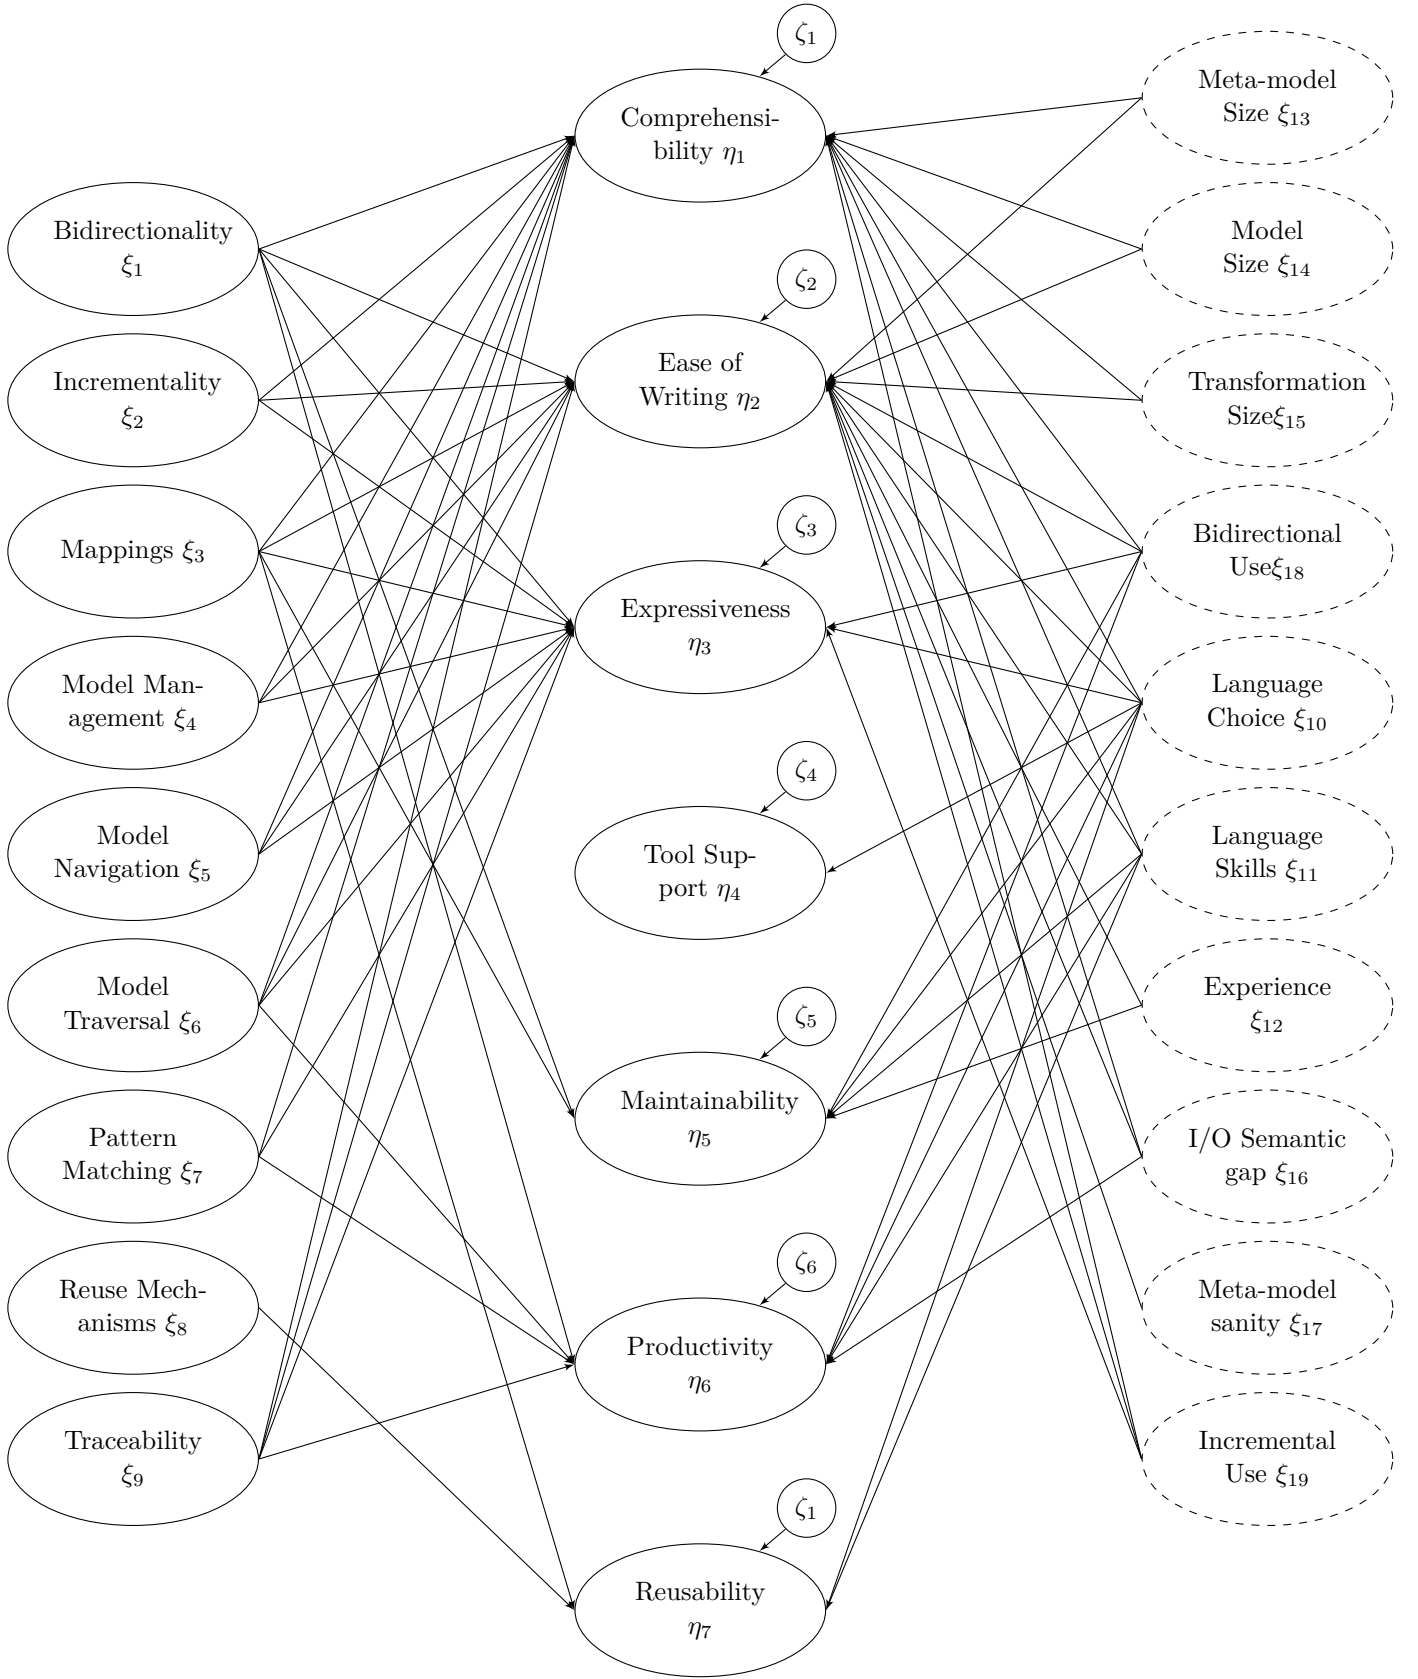 ζ1
Comprehensi-
bility η1
ζ2
Ease of
Writing η2
ζ3
Expressiveness
η3
ζ4
Tool Sup-
port η4
ζ5
Maintainability
η5
ζ6
Productivity
η6
ζ1
Reusability
η7
Bidirectionality
ξ1
Incrementality
ξ2
Mappings ξ3
Model Man-
agement ξ4
Model
Navigation ξ5
Model
Traversal ξ6
Pattern
Matching ξ7
Reuse Mech-
anisms ξ8
Traceability
ξ9
Meta-model
Size ξ13
Model
Size ξ14
Transformation
Sizeξ15
Bidirectional
Useξ18
Language
Choice ξ10
Language
Skills ξ11
Experience
ξ12
I/O Semantic
gap ξ16
Meta-model
sanity ξ17
Incremental
Use ξ19